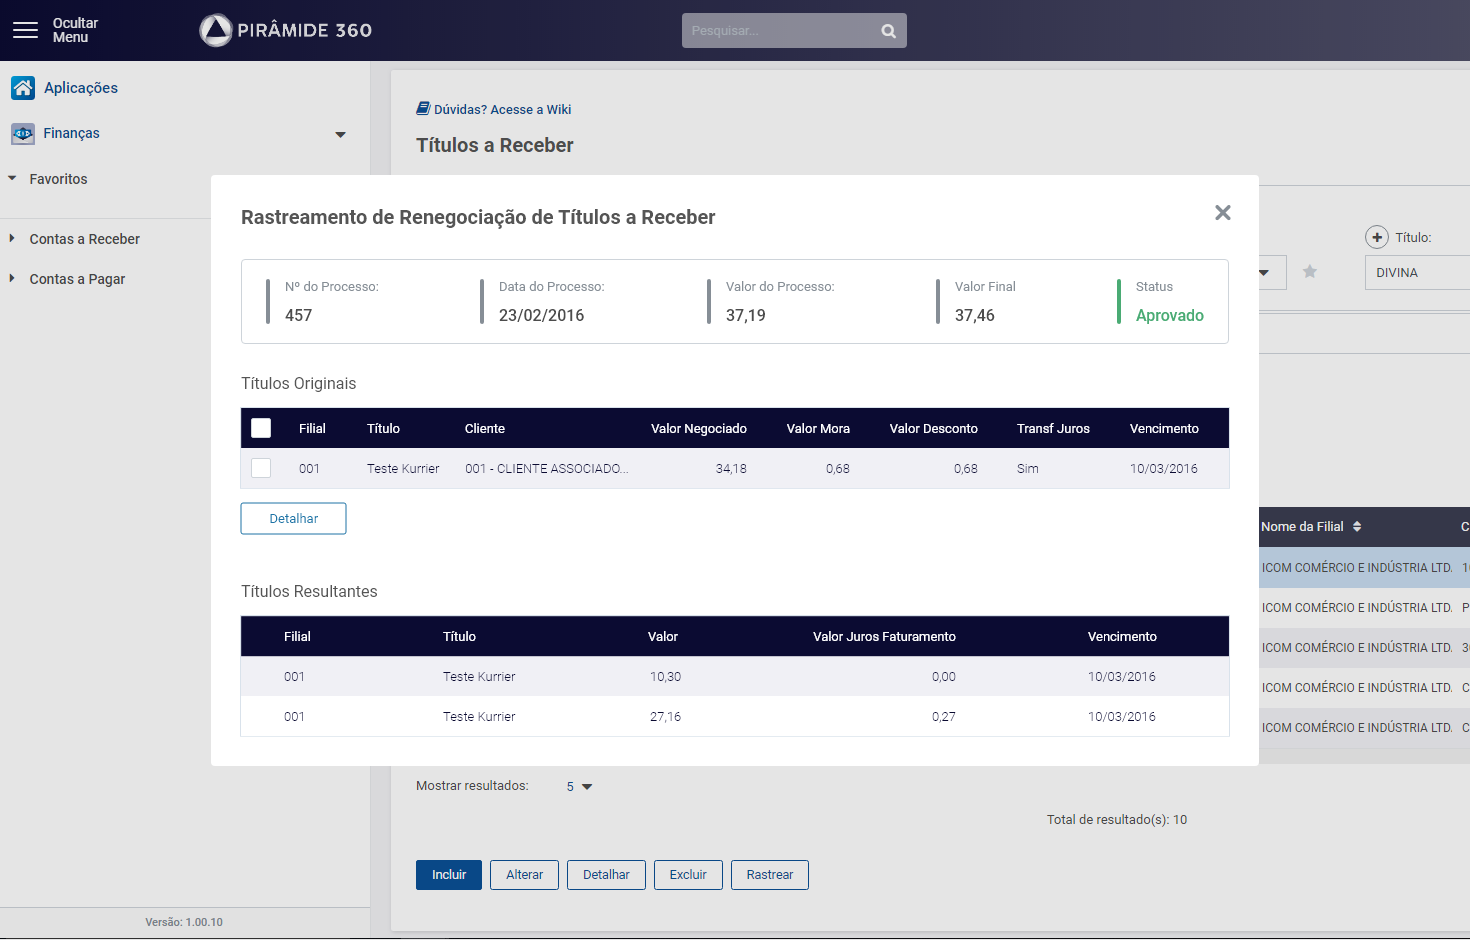 Ocultar
Menu
PIRÂMIDE 360
Pesquisar...
Aplicações
Finanças
Favoritos
Contas a Receber
Contas a Pagar
Versão: 1.00.10
Dúvidas? Acesse a Wiki
Títulos a Receber
Título:
DIVINA
Rastreamento de Renegociação de Títulos a Receber
Nº do Processo: Data do Processo: Valor do Processo: Valor Final Status
457 23/02/2016 37,19 37,46 Aprovado
Títulos Originais
Filial Título Cliente Valor Negociado Valor Mora Valor Desconto Transf Juros Vencimento
001 Teste Kurrier 001 - CLIENTE ASSOCIADO... 34,18 0,68 0,68 Sim 10/03/2016
Detalhar
Títulos Resultantes
Filial Título Valor Valor Juros Faturamento Vencimento
001 Teste Kurrier 10,30 0,00 10/03/2016
001 Teste Kurrier 27,16 0,27 10/03/2016
Nome da Filial C
ICOM COMÉRCIO E INDÚSTRIA LTD. 1
ICOM COMÉRCIO E INDÚSTRIA LTD. P
ICOM COMÉRCIO E INDÚSTRIA LTD. 3
ICOM COMÉRCIO E INDÚSTRIA LTD. C
ICOM COMÉRCIO E INDÚSTRIA LTD. C
Mostrar resultados: 5
Total de resultado(s): 10
Incluir Alterar Detalhar Excluir Rastrear